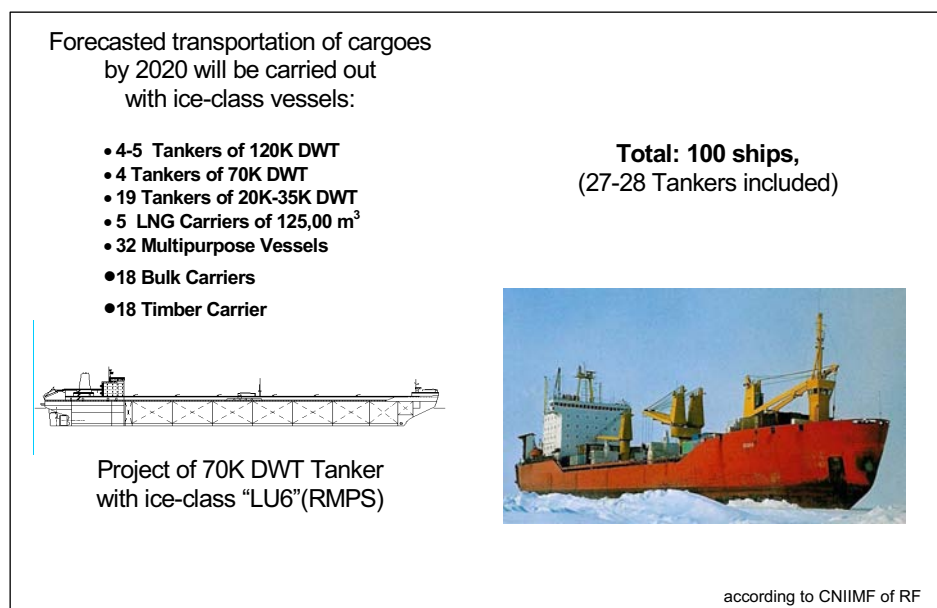 Forecasted transportation of cargoes
by 2020 will be carried out
with ice-class vessels:
• 4-5 Tankers of 120K DWT
• 4 Tankers of 70K DWT
• 19 Tankers of 20K-35K DWT
• 5 LNG Carriers of 125,00 m³
• 32 Multipurpose Vessels
•18 Bulk Carriers
•18 Timber Carrier
Total: 100 ships,
(27-28 Tankers included)
Project of 70K DWT Tanker
with ice-class “LU6”(RMPS)
according to CNIIMF of RF